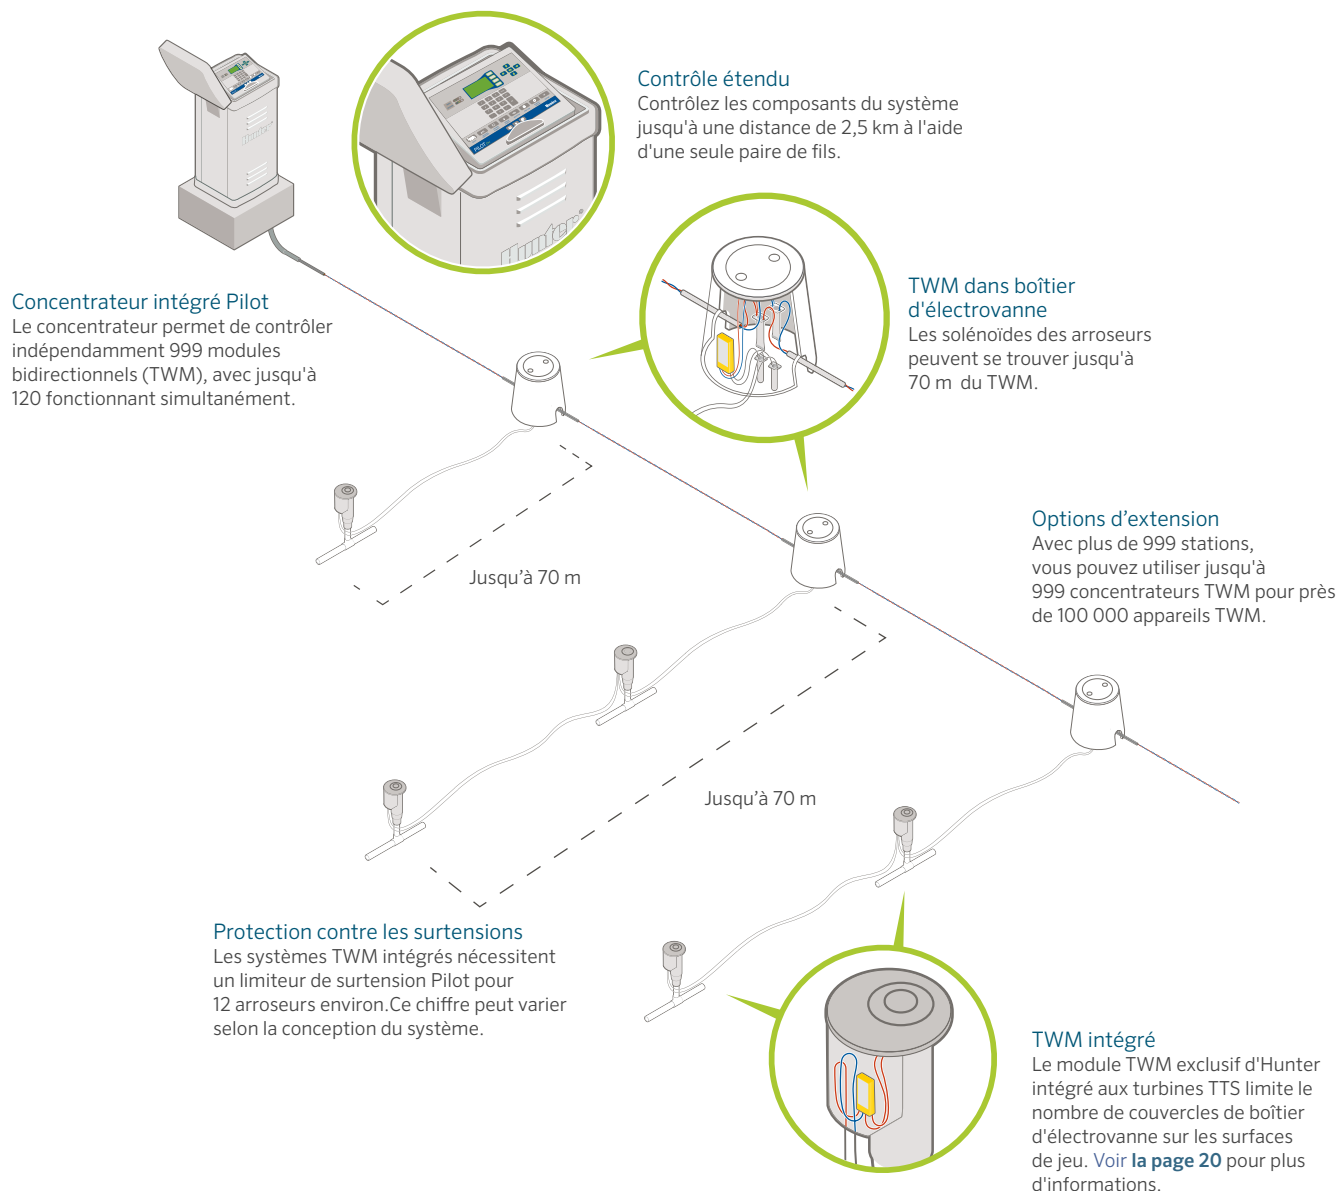 Contrôle étendu
Contrôlez les composants du système
jusqu'à une distance de 2,5 km à l'aide
d'une seule paire de fils.
PILOT
Hunter
Hunter
Concentrateur intégré Pilot
Le concentrateur permet de contrôler
indépendamment 999 modules
bidirectionnels (TWM), avec jusqu'à
120 fonctionnant simultanément.
TWM dans boîtier
d'électrovanne
Les solénoïdes des arroseurs
peuvent se trouver jusqu'à
70 m du TWM.
Options d’extension
Avec plus de 999 stations,
vous pouvez utiliser jusqu'à
999 concentrateurs TWM pour près
de 100 000 appareils TWM.
Jusqu’à 70 m
Jusqu’à 70 m
Protection contre les surtensions
Les systèmes TWM intégrés nécessitent
un limiteur de surtension Pilot pour
12 arroseurs environ.Ce chiffre peut varier
selon la conception du système.
TWM intégré
Le module TWM exclusif d'Hunter
intégré aux turbines TTS limite le
nombre de couvercles de boîtier
d'électrovanne sur les surfaces
de jeu. Voir la page 20 pour plus
d'informations.